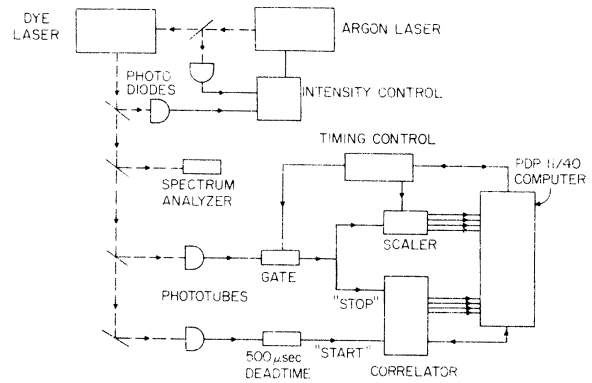 DYE
LASER
ARGON LASER
PHOTO
DIODES
INTENSITY CONTROL
TIMING CONTROL
PDP 11/40
COMPUTER
SPECTRUM
ANALYZER
SCALER
GATE
PHOTOTUBES
"STOP"
500 μsec
DEADTIME
"START"
CORRELATOR